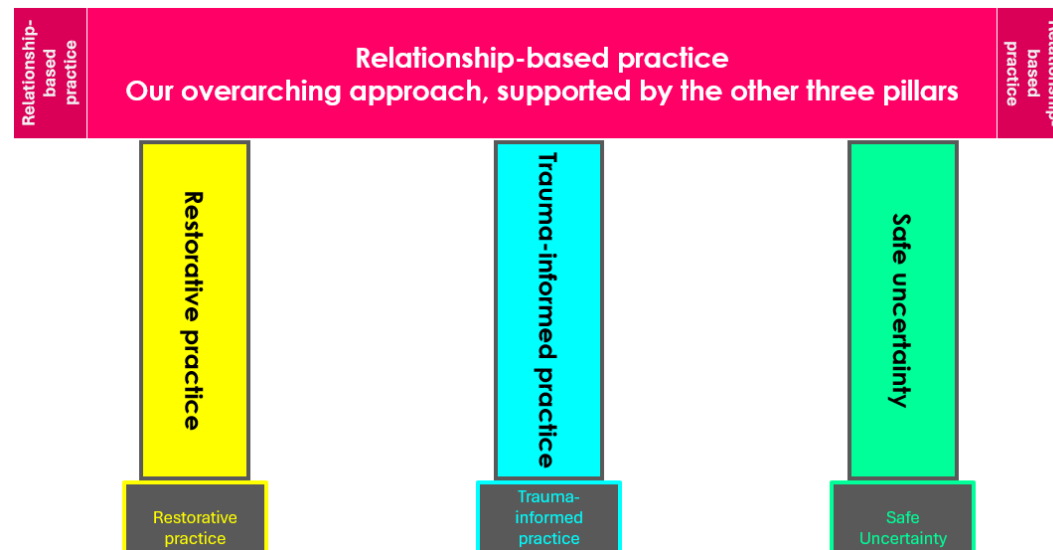 Relationship-
based
practice
Relationship-based practice
Our overarching approach, supported by the other three pillars
Relationship-
based
practice
Restorative practice
Trauma-informed practice
Safe uncertainty
Restorative
practice
Trauma-
informed
practice
Safe
Uncertainty